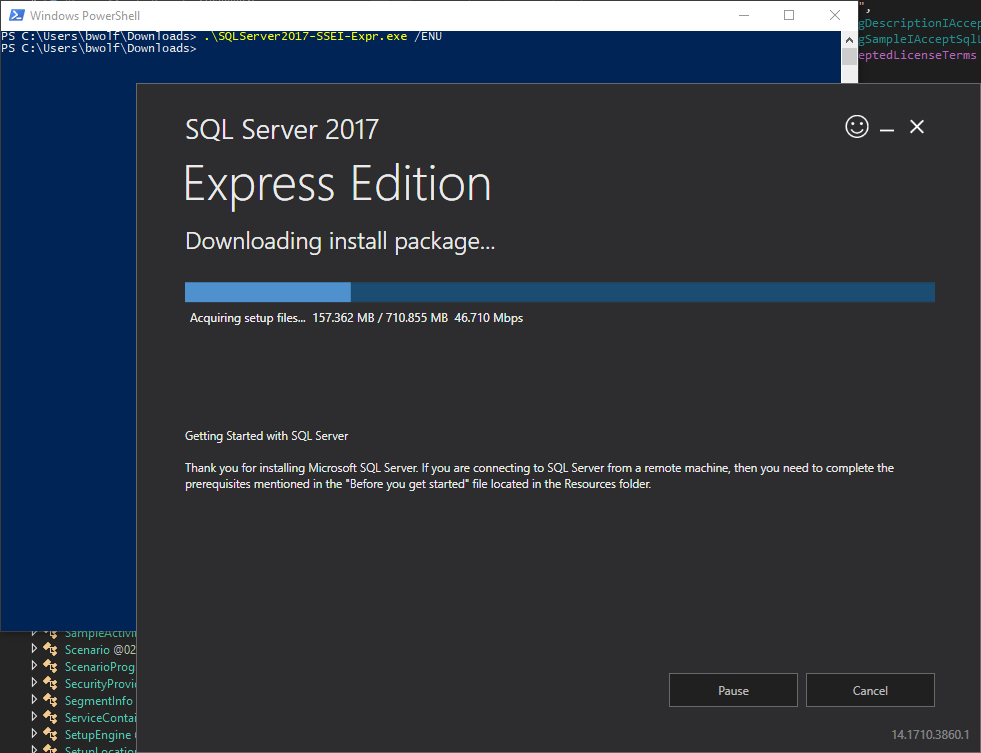 Windows PowerShell
",
PS C:\Users\bwolf\Downloads> .\SQLServer2017-SSEI-Expr.exe /ENU
PS C:\Users\bwolf\Downloads>
gDescriptionIAccep
gSampleIAcceptSqlL
eptedLicenseTerms
SQL Server 2017
Express Edition
Downloading install package...
Acquiring setup files... 157.362 MB / 710.855 MB 46.710 Mbps
Getting Started with SQL Server
Thank you for installing Microsoft SQL Server. If you are connecting to SQL Server from a remote machine, then you need to complete the
prerequisites mentioned in the "Before you get started" file located in the Resources folder.
SampleActivit
Scenario @02
ScenarioProg
SecurityProvid
SegmentInfo
ServiceContai
SetupEngine
SetupLocation
Pause
Cancel
14.1710.3860.1